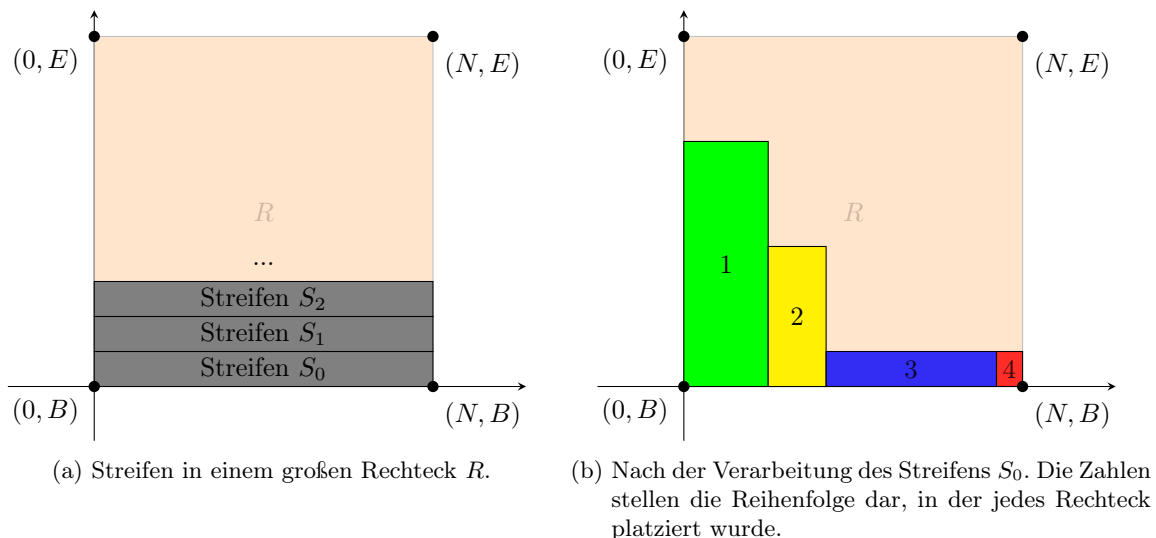 (0, E)
(N, E)
R
...
Streifen S₂
Streifen S₁
Streifen S₀
(0, B)
(N, B)
(a) Streifen in einem großen Rechteck R.
(0, E)
(N, E)
R
1
2
3
4
(0, B)
(N, B)
(b) Nach der Verarbeitung des Streifens S₀. Die Zahlen
stellen die Reihenfolge dar, in der jedes Rechteck
platziert wurde.